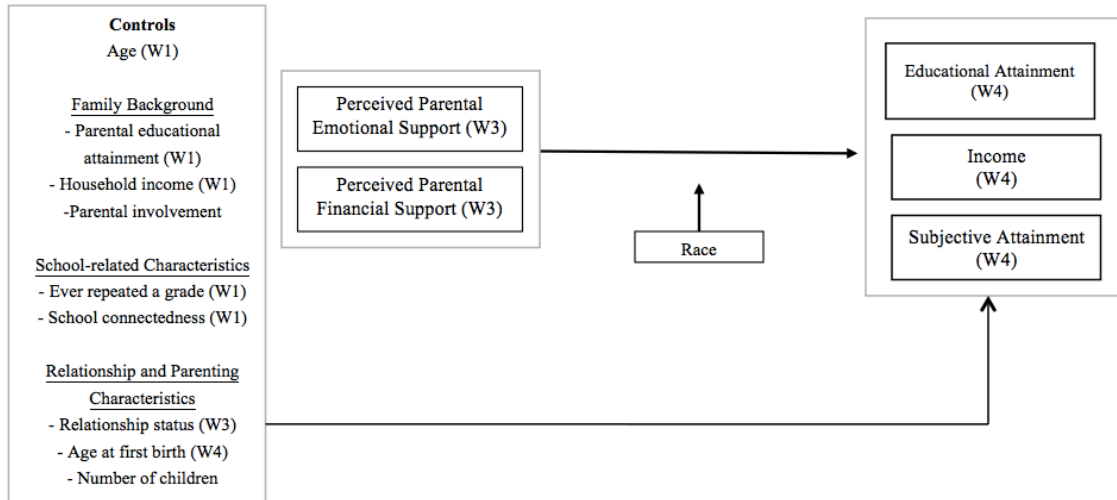 Controls
Age (W1)
Family Background
- Parental educational
attainment (W1)
- Household income (W1)
-Parental involvement
School-related Characteristics
- Ever repeated a grade (W1)
- School connectedness (W1)
Relationship and Parenting
Characteristics
- Relationship status (W3)
- Age at first birth (W4)
- Number of children
Perceived Parental
Emotional Support (W3)
Perceived Parental
Financial Support (W3)
Race
Educational Attainment
(W4)
Income
(W4)
Subjective Attainment
(W4)